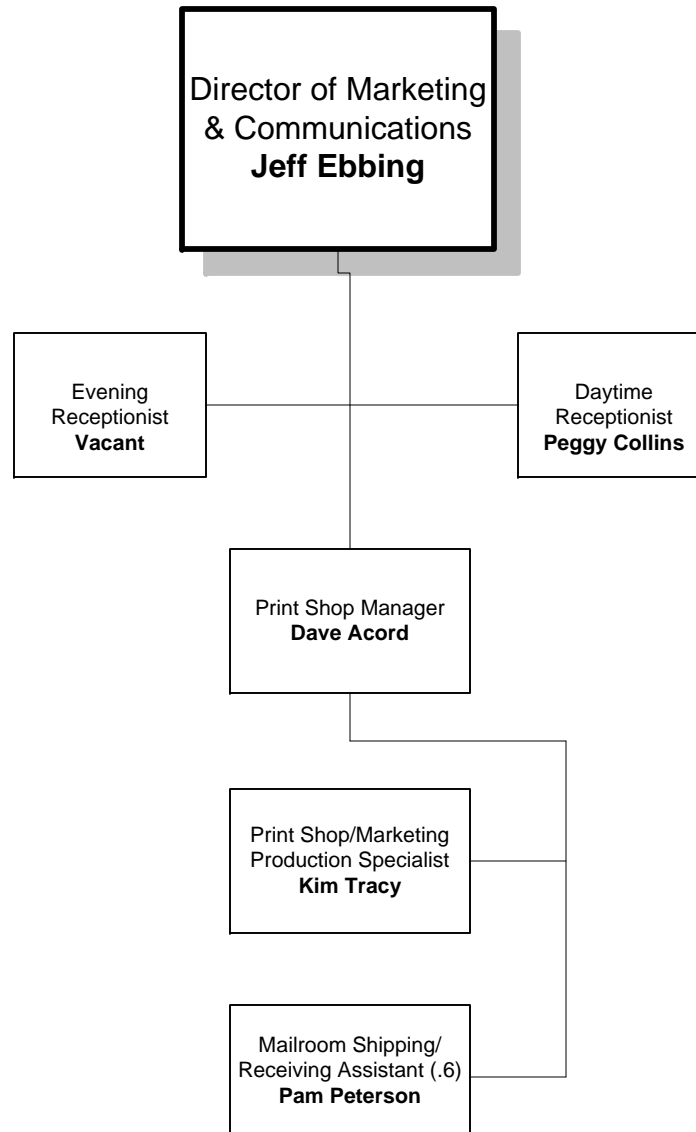 Director of Marketing
& Communications
Jeff Ebbing
Evening
Receptionist
Vacant
Daytime
Receptionist
Peggy Collins
Print Shop Manager
Dave Acord
Print Shop/Marketing
Production Specialist
Kim Tracy
Mailroom Shipping/
Receiving Assistant (.6)
Pam Peterson